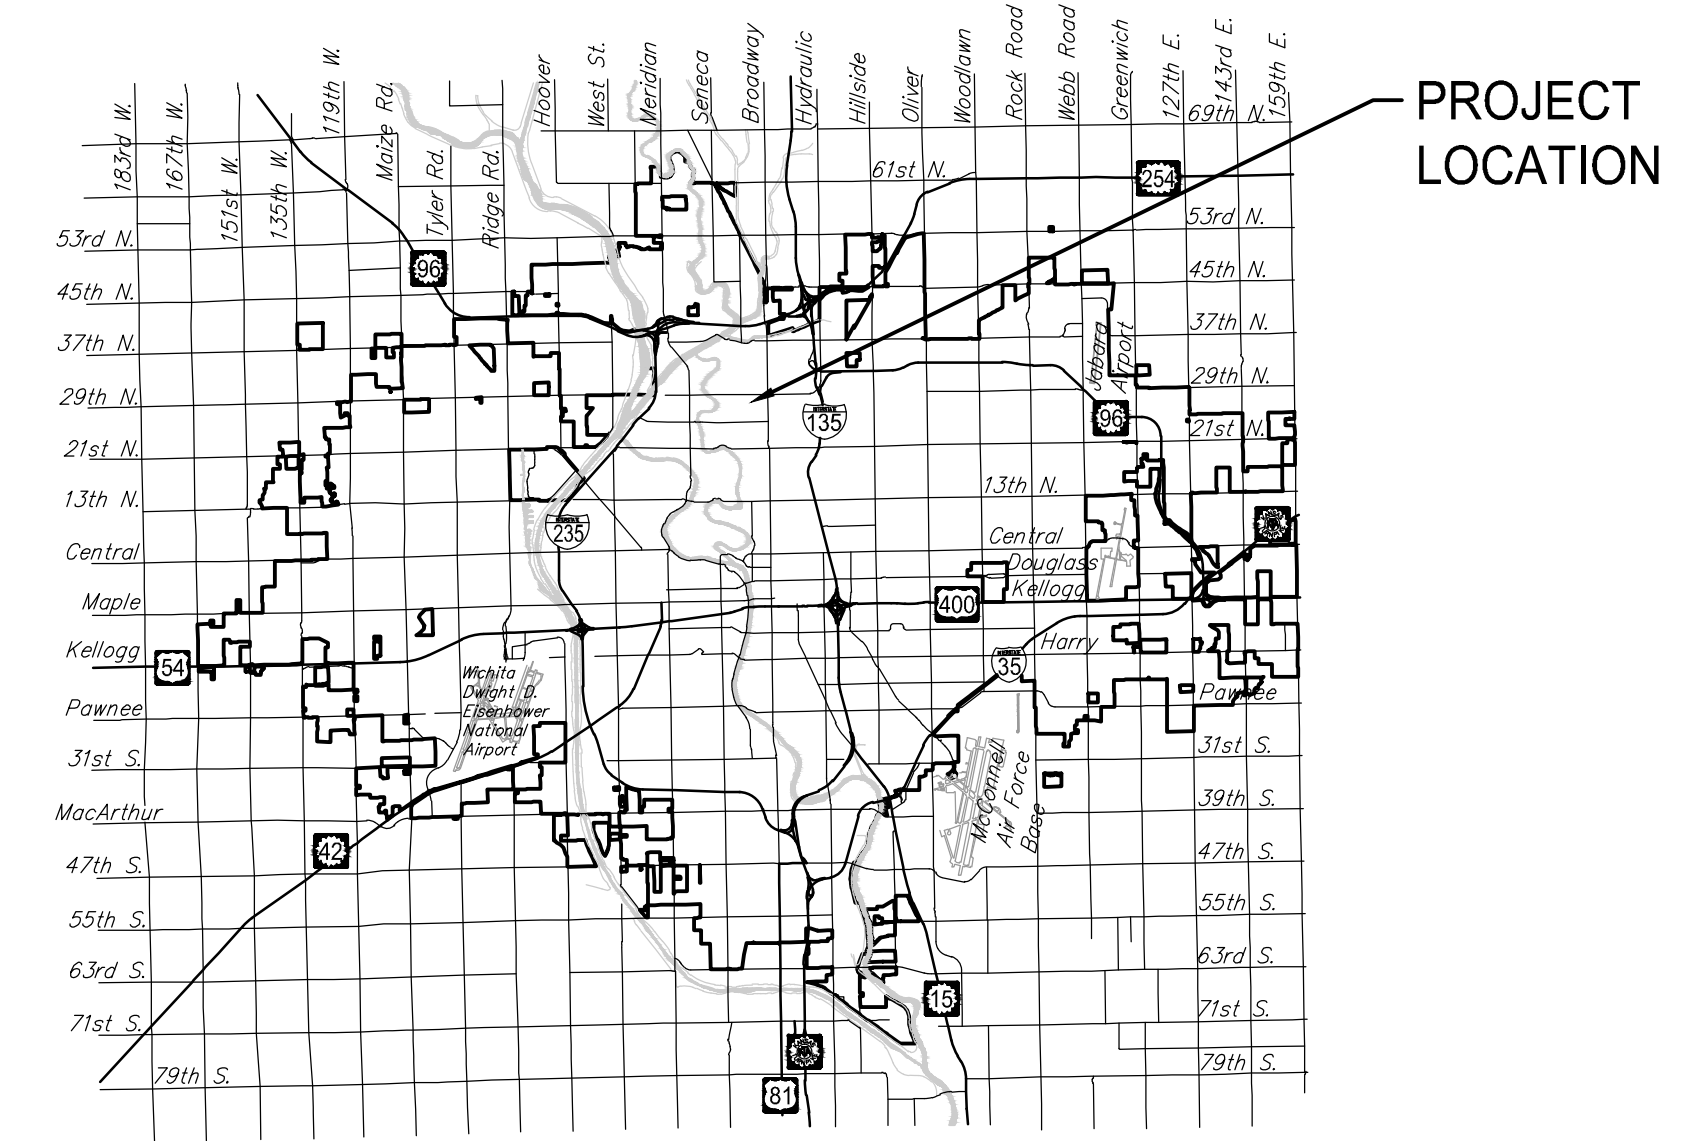 183rd W.
167th W.
151st W.
135th W.
119th W.
Maize Rd.
Tyler Rd.
Ridge Rd.
Hoover
West St.
Meridian
Seneca
Broadway
Hydraulic
Hillside
Oliver
Woodlawn
Rock Road
Webb Road
Greenwich
127th E.
143rd E.
159th E.
PROJECT
LOCATION
69th N.
61st N.
254
53rd N.
53rd N.
96
45th N.
45th N.
37th N.
37th N.
Jabara
Airport
29th N.
29th N.
INTERSTATE
135
96
21st N.
21st N.
13th N.
13th N.
INTERSTATE
235
Central
Central
Douglass
Kellogg
400
Maple
Kellogg
54
Harry
INTERSTATE
35
Wichita
Dwight D.
Eisenhower
National
Airport
Pawnee
Pawnee
31st S.
31st S.
McConnell
Air Force
Base
MacArthur
39th S.
42
47th S.
47th S.
55th S.
55th S.
63rd S.
63rd S.
15
71st S.
71st S.
79th S.
79th S.
81